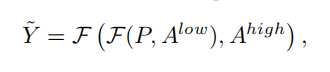 Ỹ = ℱ (ℱ(P, A^{low}), A^{high}) ,